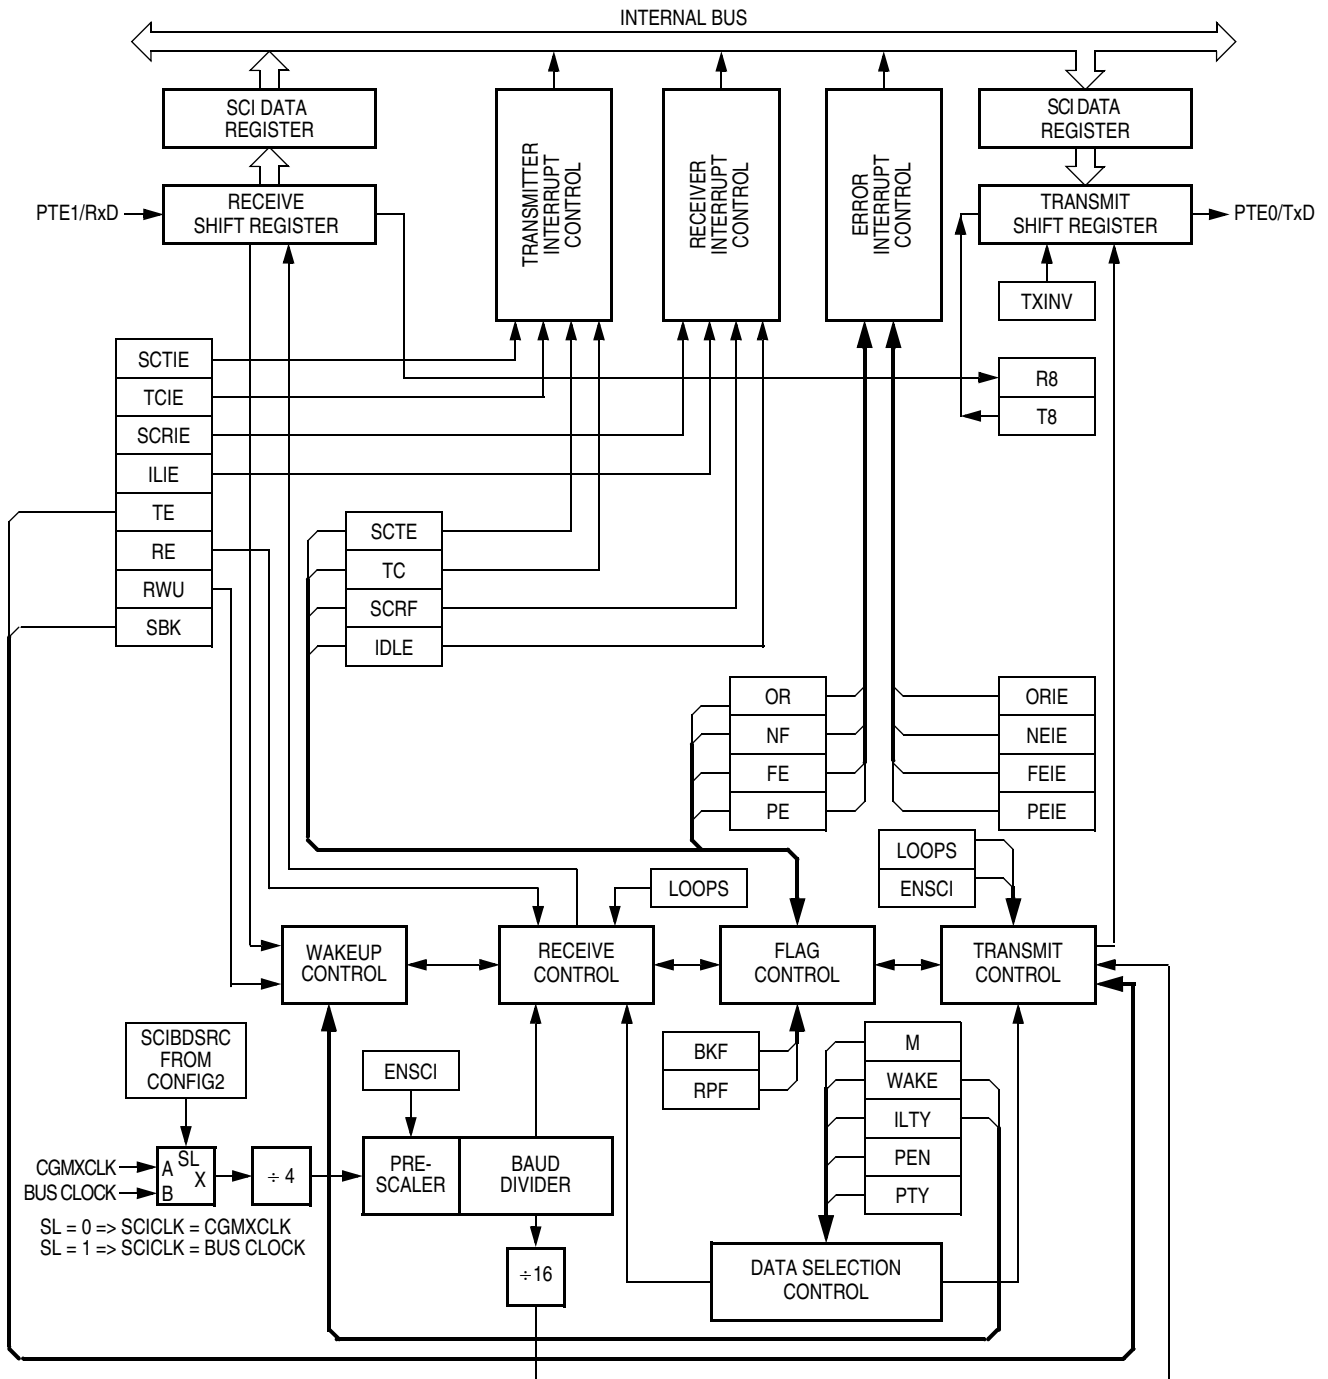 INTERNAL BUS
SCI DATA
REGISTER
SCI DATA
REGISTER
TRANSMITTER
INTERRUPT
CONTROL
RECEIVER
INTERRUPT
CONTROL
ERROR
INTERRUPT
CONTROL
PTE1/RxD
RECEIVE
SHIFT REGISTER
TRANSMIT
SHIFT REGISTER
PTE0/TxD
TXINV
SCTIE
TCIE
SCRIE
ILIE
TE
RE
RWU
SBK
R8
T8
SCTE
TC
SCRF
IDLE
OR
NF
FE
PE
ORIE
NEIE
FEIE
PEIE
LOOPS
ENSCI
LOOPS
WAKEUP
CONTROL
RECEIVE
CONTROL
FLAG
CONTROL
TRANSMIT
CONTROL
SCIBDSRC
FROM
CONFIG2
ENSCI
BKF
RPF
M
WAKE
ILTY
PEN
PTY
CGMXCLK
BUS CLOCK
A
SL
X
B
÷ 4
PRE-
SCALER
BAUD
DIVIDER
SL = 0 => SCICLK = CGMXCLK
SL = 1 => SCICLK = BUS CLOCK
÷16
DATA SELECTION
CONTROL